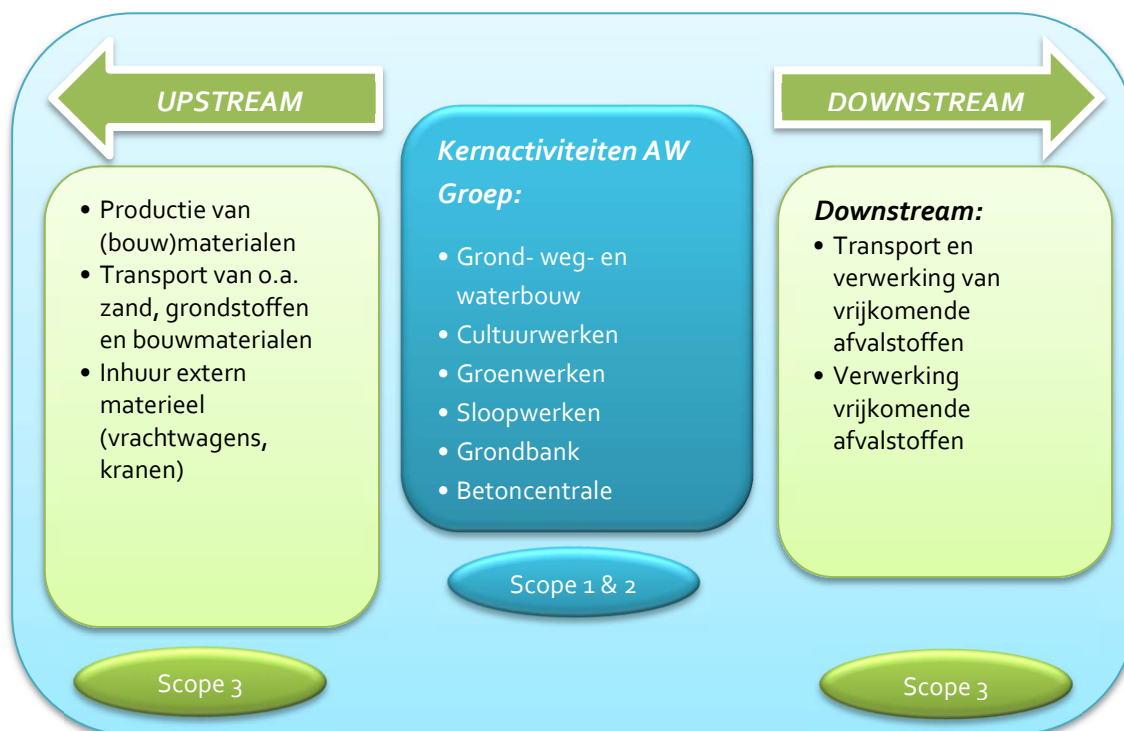 UPSTREAM
• Productie van
(bouw)materialen
• Transport van o.a.
zand, grondstoffen
en bouwmaterialen
• Inhuur extern
materieel
(vrachtwagens,
kranen)
Scope 3
Kernactiviteiten AW
Groep:
• Grond- weg- en
waterbouw
• Cultuurwerken
• Groenwerken
• Sloopwerken
• Grondbank
• Betoncentrale
Scope 1 & 2
DOWNSTREAM
Downstream:
• Transport en
verwerking van
vrijkomende
afvalstoffen
• Verwerking
vrijkomende
afvalstoffen
Scope 3